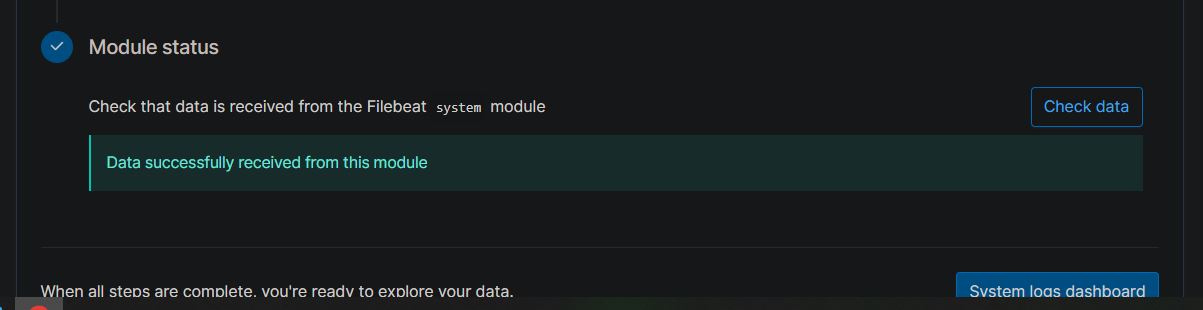 Module status
Check that data is received from the Filebeat system module
Check data
Data successfully received from this module
When all steps are complete, you're ready to explore your data.
System logs dashboard